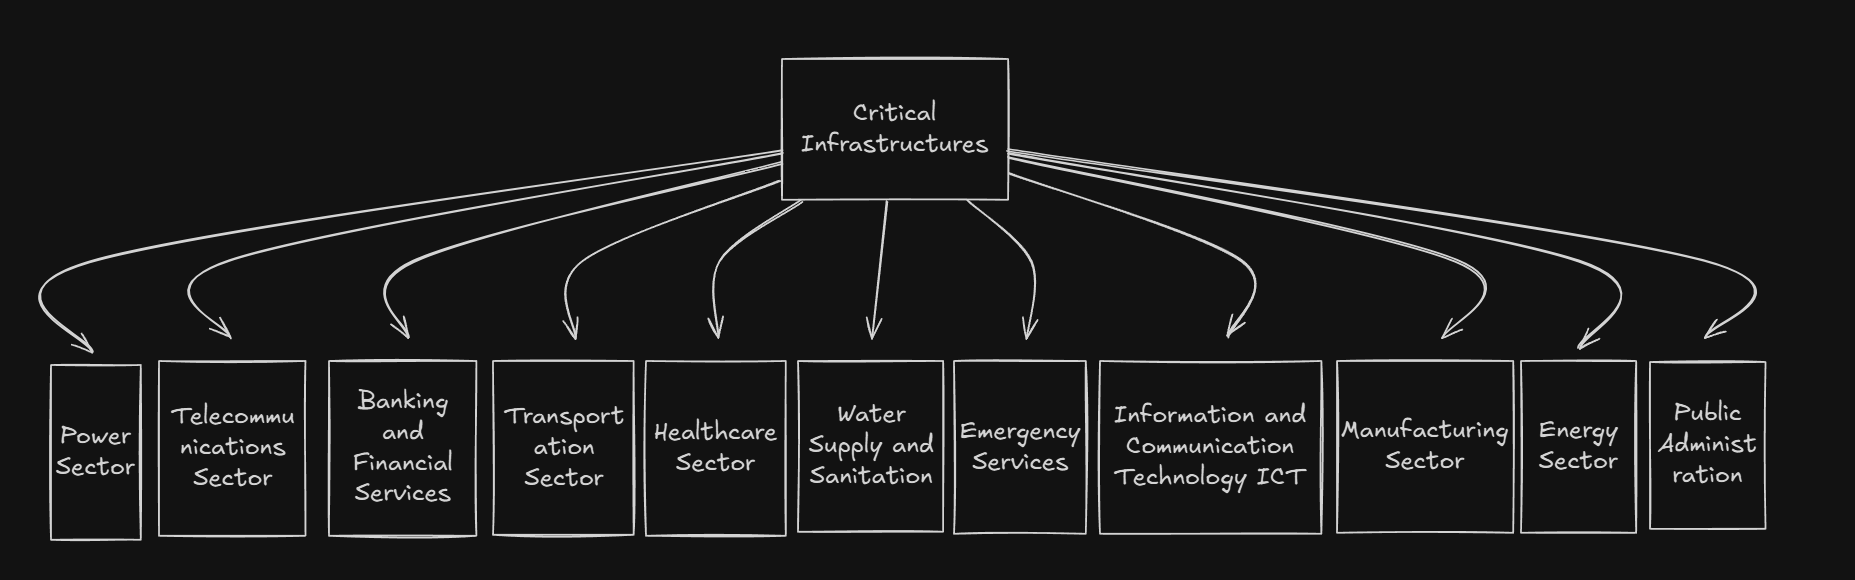 Critical
Infrastructures
Power
Sector
Telecommu
nications
Sector
Banking
and
Financial
Services
Transport
ation
Sector
Healthcare
Sector
Water
Supply and
Sanitation
Emergency
Services
Information and
Communication
Technology ICT
Manufacturing
Sector
Energy
Sector
Public
Administ
ration